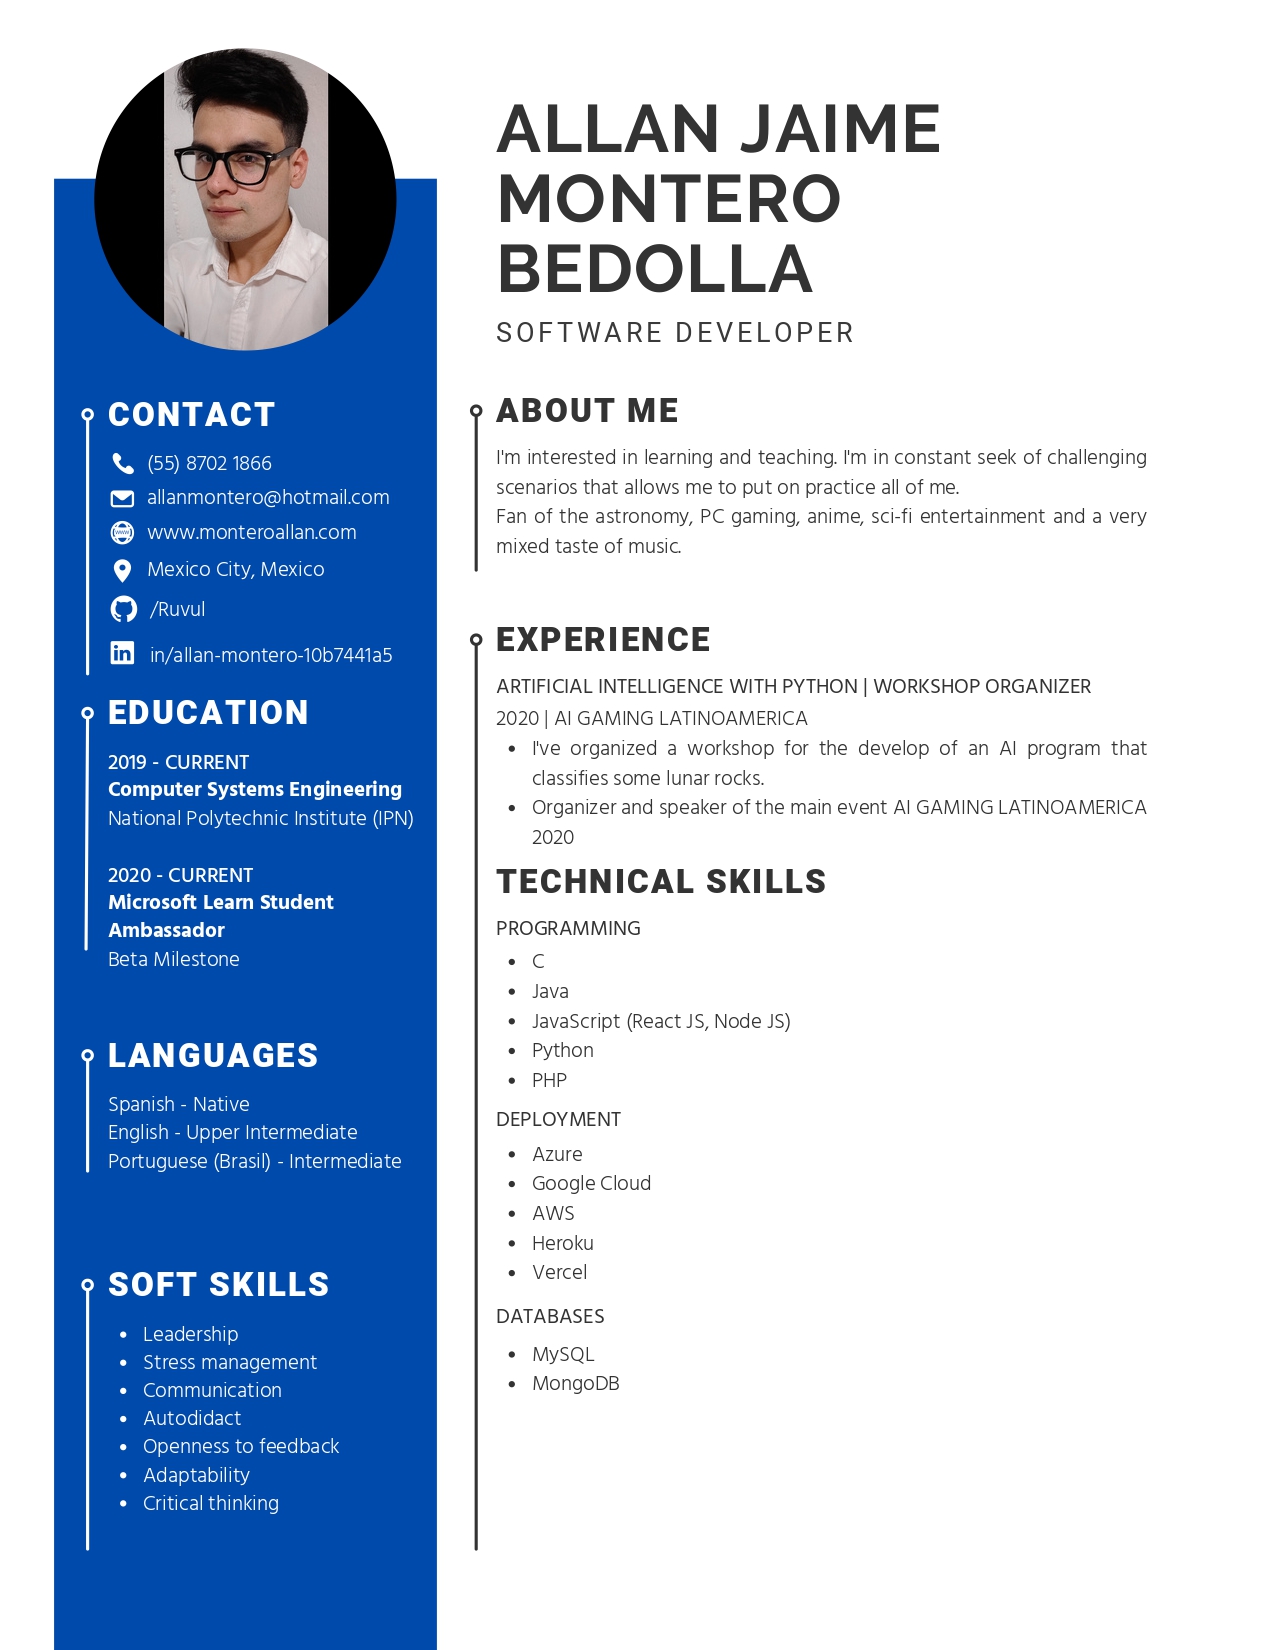 ALLAN JAIME
MONTERO
BEDOLLA
SOFTWARE DEVELOPER
CONTACT
(55) 8702 1866
allanmontero@hotmail.com
www.monteroallan.com
Mexico City, Mexico
/Ruvul
in/allan-montero-10b7441a5
EDUCATION
2019 - CURRENT
Computer Systems Engineering
National Polytechnic Institute (IPN)
2020 - CURRENT
Microsoft Learn Student
Ambassador
Beta Milestone
LANGUAGES
Spanish - Native
English - Upper Intermediate
Portuguese (Brasil) - Intermediate
SOFT SKILLS
• Leadership
• Stress management
• Communication
• Autodidact
• Openness to feedback
• Adaptability
• Critical thinking
ABOUT ME
I'm interested in learning and teaching. I'm in constant seek of challenging
scenarios that allows me to put on practice all of me.
Fan of the astronomy, PC gaming, anime, sci-fi entertainment and a very
mixed taste of music.
EXPERIENCE
ARTIFICIAL INTELLIGENCE WITH PYTHON | WORKSHOP ORGANIZER
2020 | AI GAMING LATINOAMERICA
• I've organized a workshop for the develop of an AI program that
classifies some lunar rocks.
• Organizer and speaker of the main event AI GAMING LATINOAMERICA
2020
TECHNICAL SKILLS
PROGRAMMING
• C
• Java
• JavaScript (React JS, Node JS)
• Python
• PHP
DEPLOYMENT
• Azure
• Google Cloud
• AWS
• Heroku
• Vercel
DATABASES
• MySQL
• MongoDB